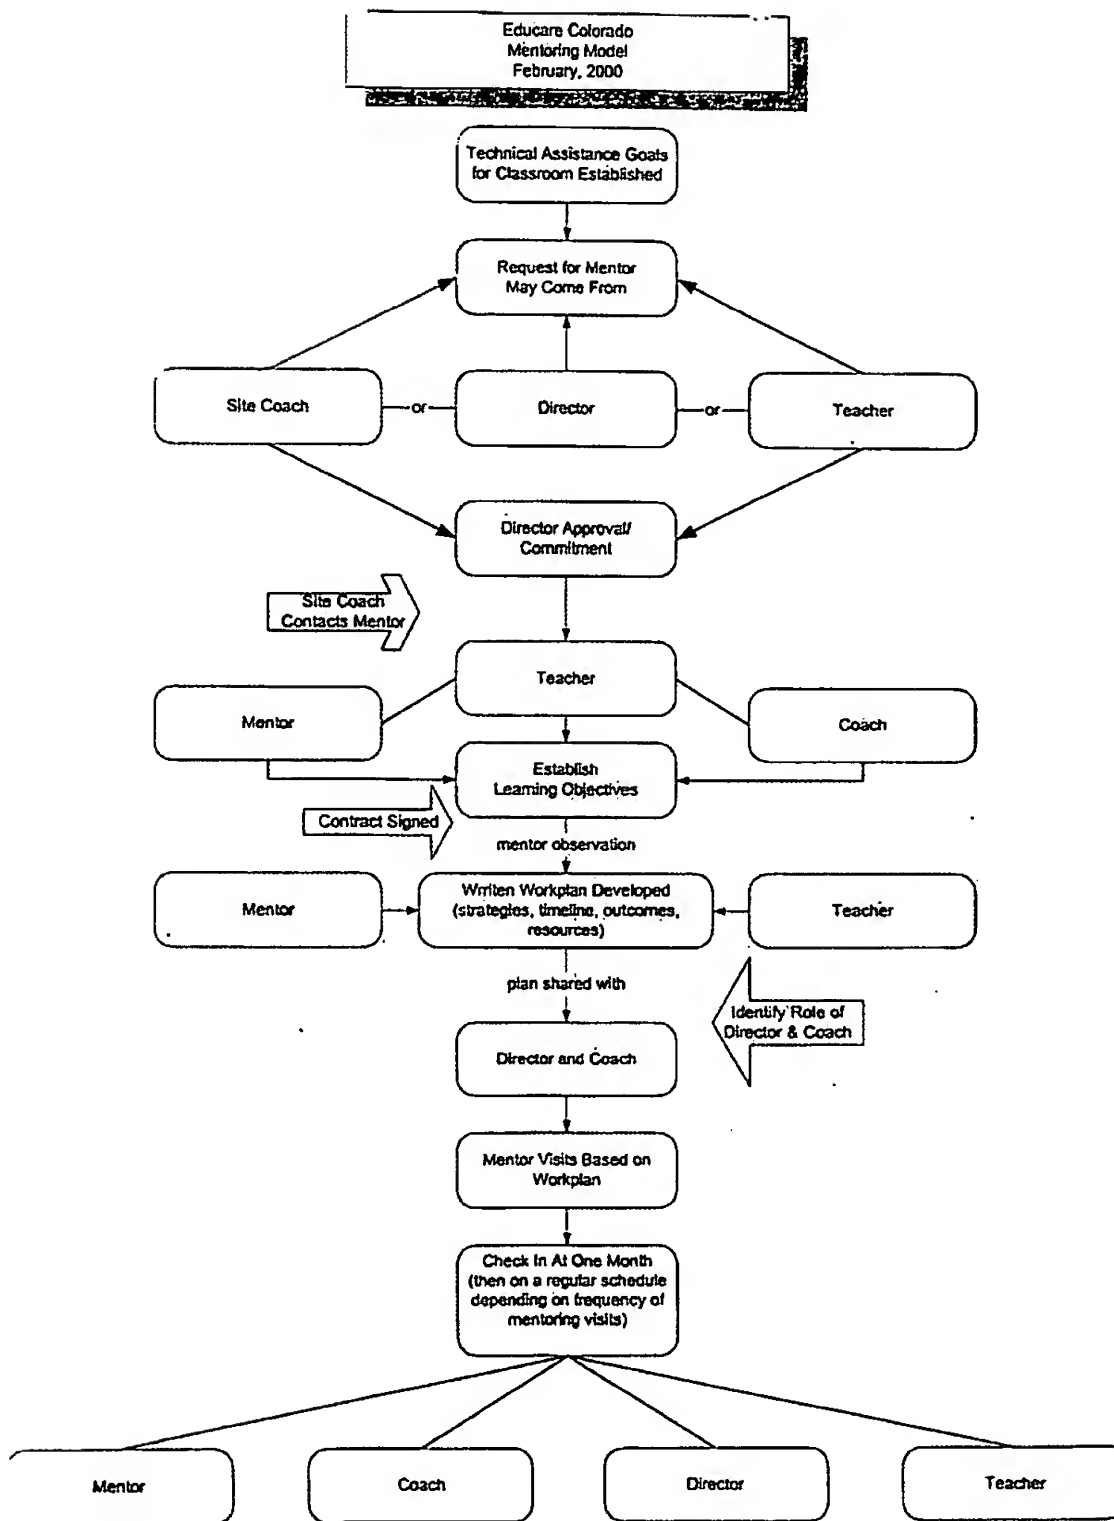 Educare Colorado
Mentoring Model
February, 2000
Technical Assistance Goals
for Classroom Established
Request for Mentor
May Come From
Site Coach
or
Director
or
Teacher
Director Approval/
Commitment
Site Coach
Contacts Mentor
Teacher
Mentor
Coach
Establish
Learning Objectives
Contract Signed
mentor observation
Mentor
Writen Workplan Developed
(strategies, timeline, outcomes,
resources)
Teacher
plan shared with
Identify Role of
Director & Coach
Director and Coach
Mentor Visits Based on
Workplan
Check In At One Month
(then on a regular schedule
depending on frequency of
mentoring visits)
Mentor
Coach
Director
Teacher